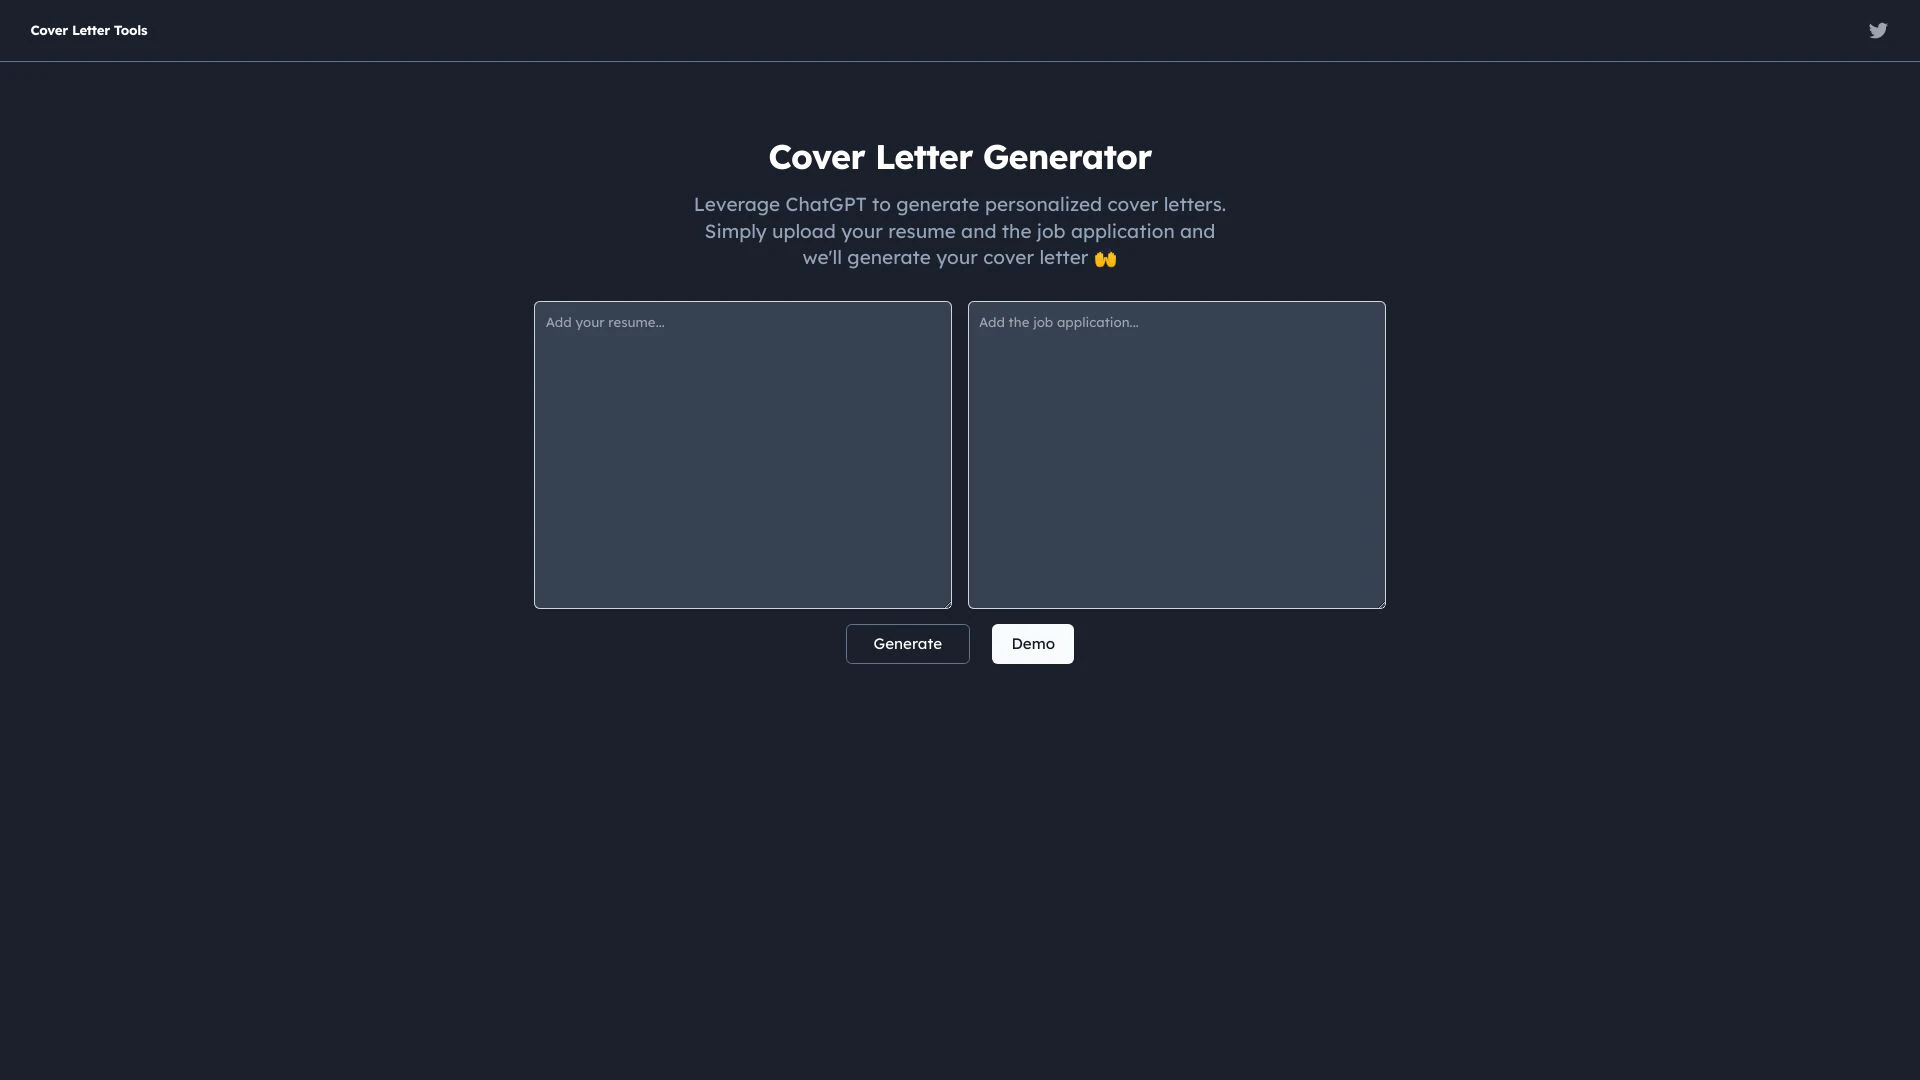 Cover Letter Tools
Cover Letter Generator
Leverage ChatGPT to generate personalized cover letters.
Simply upload your resume and the job application and
we'll generate your cover letter 🙌
Add your resume...
Add the job application...
Generate
Demo